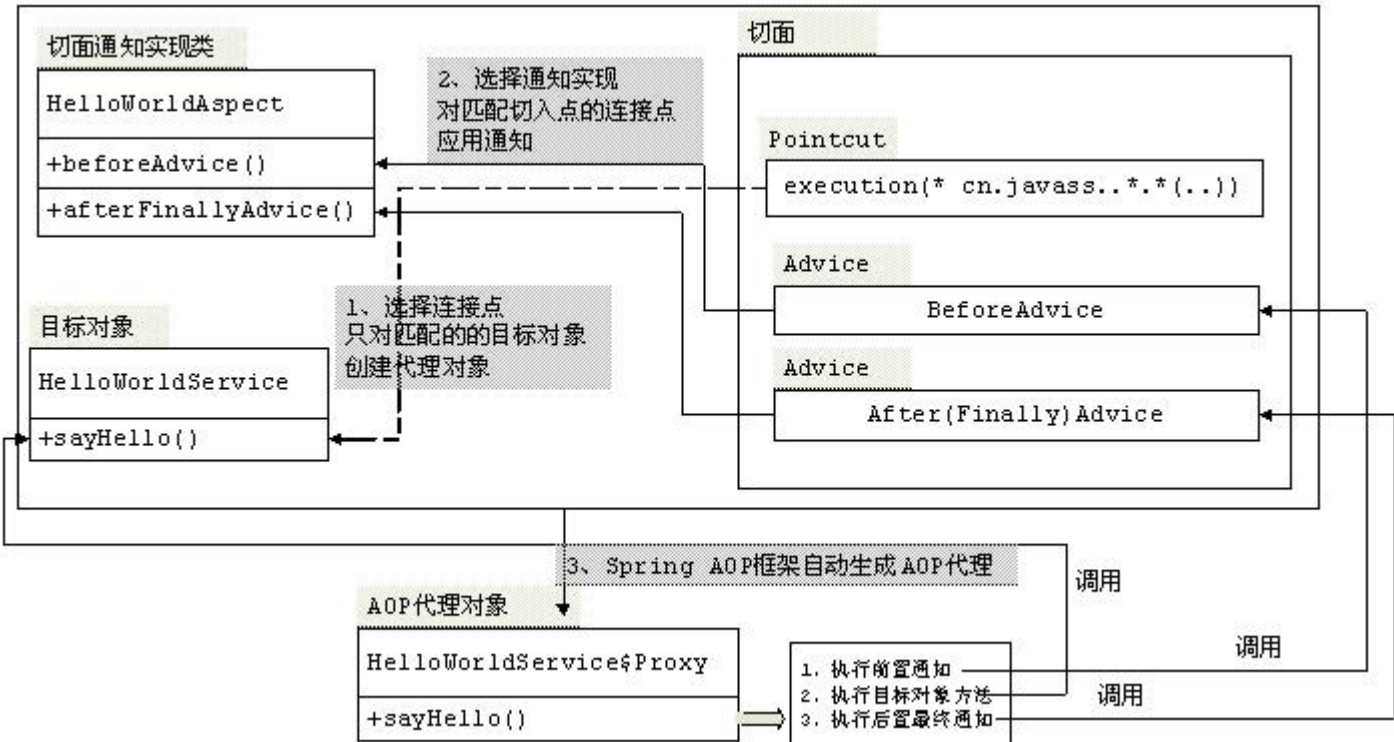 切面通知实现类
HelloWorldAspect
+beforeAdvice()
+afterFinallyAdvice()
2、选择通知实现
对匹配切入点的连接点
应用通知
切面
Pointcut
execution(* cn.javass..*.*(..))
Advice
BeforeAdvice
Advice
After(Finally)Advice
1、选择连接点
只对匹配的的目标对象
创建代理对象
目标对象
HelloWorldService
+sayHello()
3、Spring AOP框架自动生成AOP代理
调用
AOP代理对象
HelloWorldService$Proxy
+sayHello()
1. 执行前置通知
2. 执行目标对象方法
3. 执行后置最终通知
调用
调用